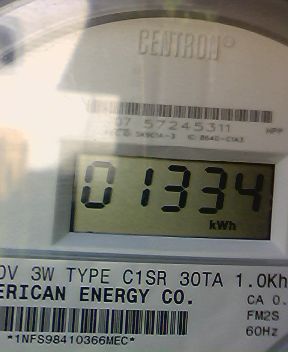 CENTRON®
07 57245311
01334
kWh
0V 3W TYPE C1SR 30TA 1.0Kh
ERICAN ENERGY CO.
CA 0.
FM2S
60Hz
*1NFS98410366MEC*